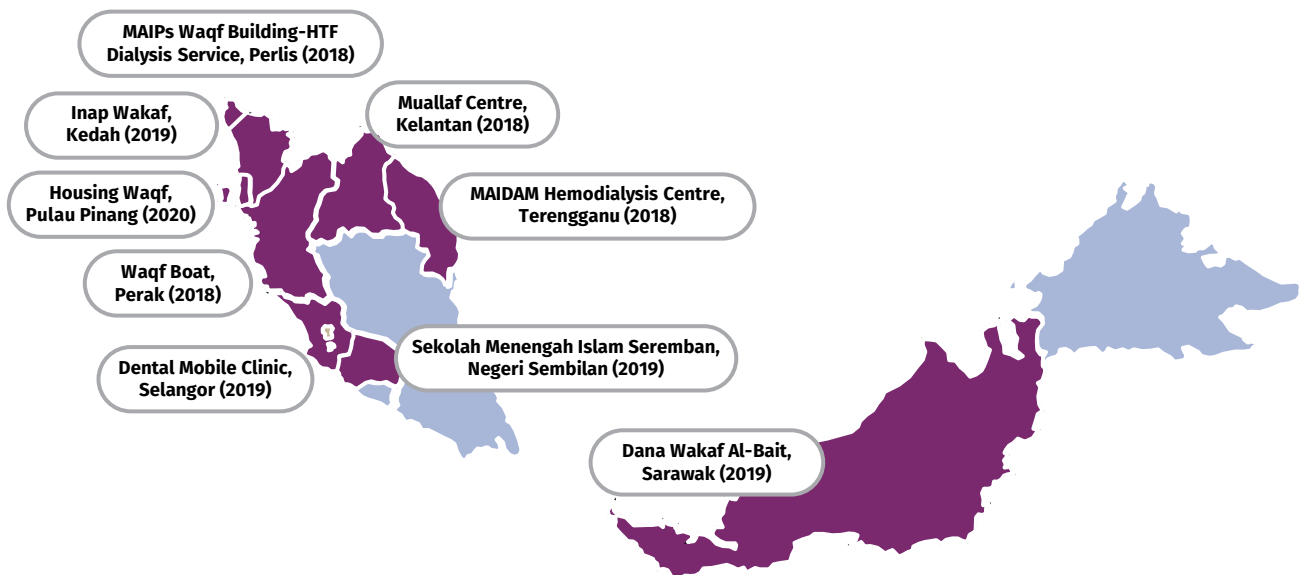 MAIPs Waqf Building-HTF
Dialysis Service, Perlis (2018)
Inap Wakaf,
Kedah (2019)
Muallaf Centre,
Kelantan (2018)
Housing Waqf,
Pulau Pinang (2020)
MAIDAM Hemodialysis Centre,
Terengganu (2018)
Waqf Boat,
Perak (2018)
Dental Mobile Clinic,
Selangor (2019)
Sekolah Menengah Islam Seremban,
Negeri Sembilan (2019)
Dana Wakaf Al-Bait,
Sarawak (2019)